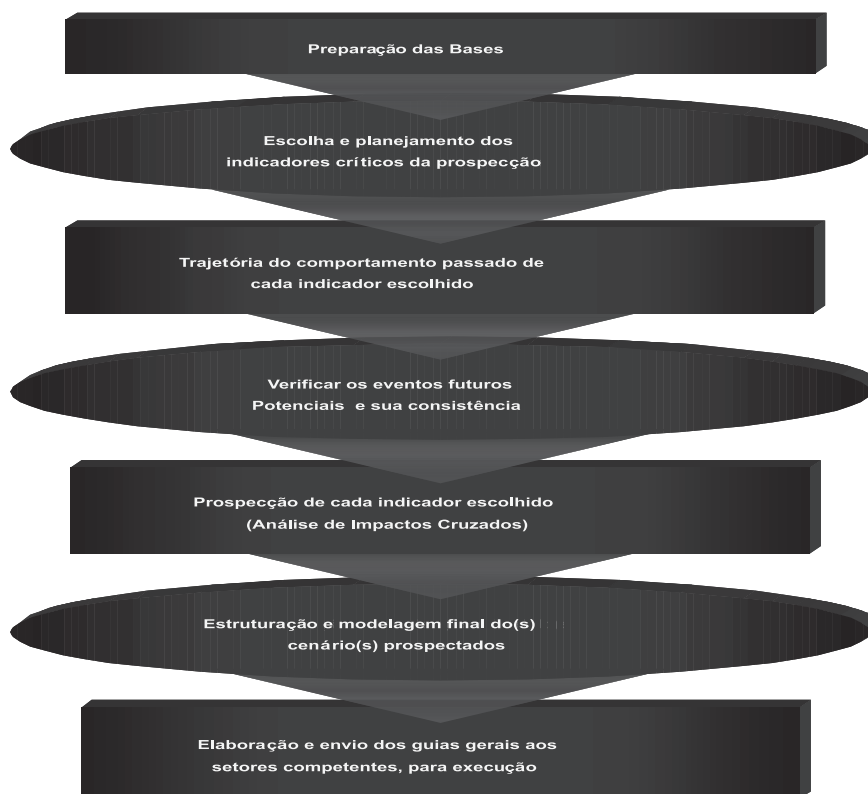 Preparação das Bases
Escolha e planejamento dos
indicadores críticos da prospecção
Trajetória do comportamento passado de
cada indicador escolhido
Verificar os eventos futuros
Potenciais e sua consistência
Prospecção de cada indicador escolhido
(Análise de Impactos Cruzados)
Estruturação e modelagem final do(s)
cenário(s) prospectados
Elaboração e envio dos guias gerais aos
setores competentes, para execução